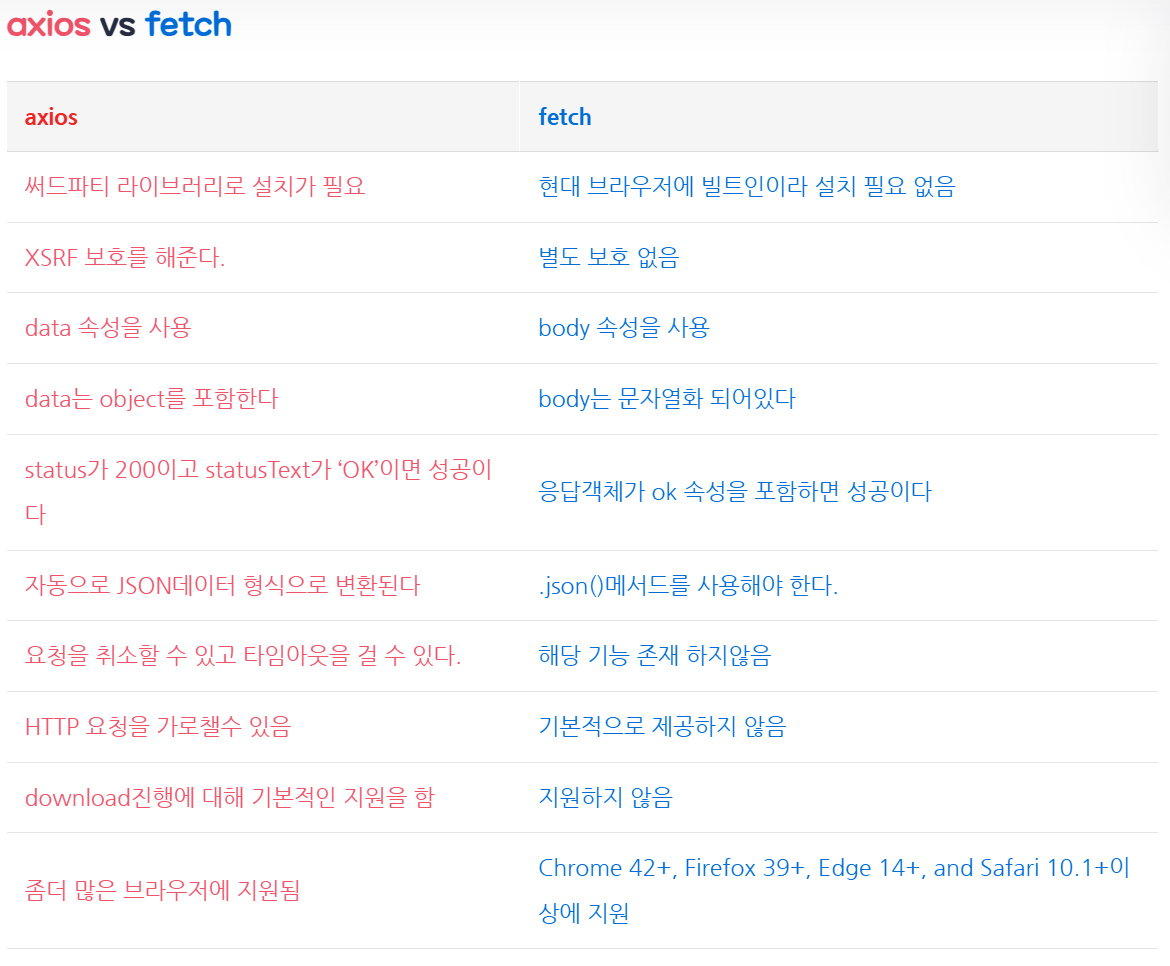 axios vs fetch
axios
fetch
써드파티 라이브러리로 설치가 필요
현대 브라우저에 빌트인이라 설치 필요 없음
XSRF 보호를 해준다.
별도 보호 없음
data 속성을 사용
body 속성을 사용
data는 object를 포함한다
body는 문자열화 되어있다
status가 200이고 statusText가 ‘OK’이면 성공이
다
응답객체가 ok 속성을 포함하면 성공이다
자동으로 JSON데이터 형식으로 변환된다
.json()메서드를 사용해야 한다.
요청을 취소할 수 있고 타임아웃을 걸 수 있다.
해당 기능 존재 하지않음
HTTP 요청을 가로챌수 있음
기본적으로 제공하지 않음
download진행에 대해 기본적인 지원을 함
지원하지 않음
좀더 많은 브라우저에 지원됨
Chrome 42+, Firefox 39+, Edge 14+, and Safari 10.1+이
상에 지원